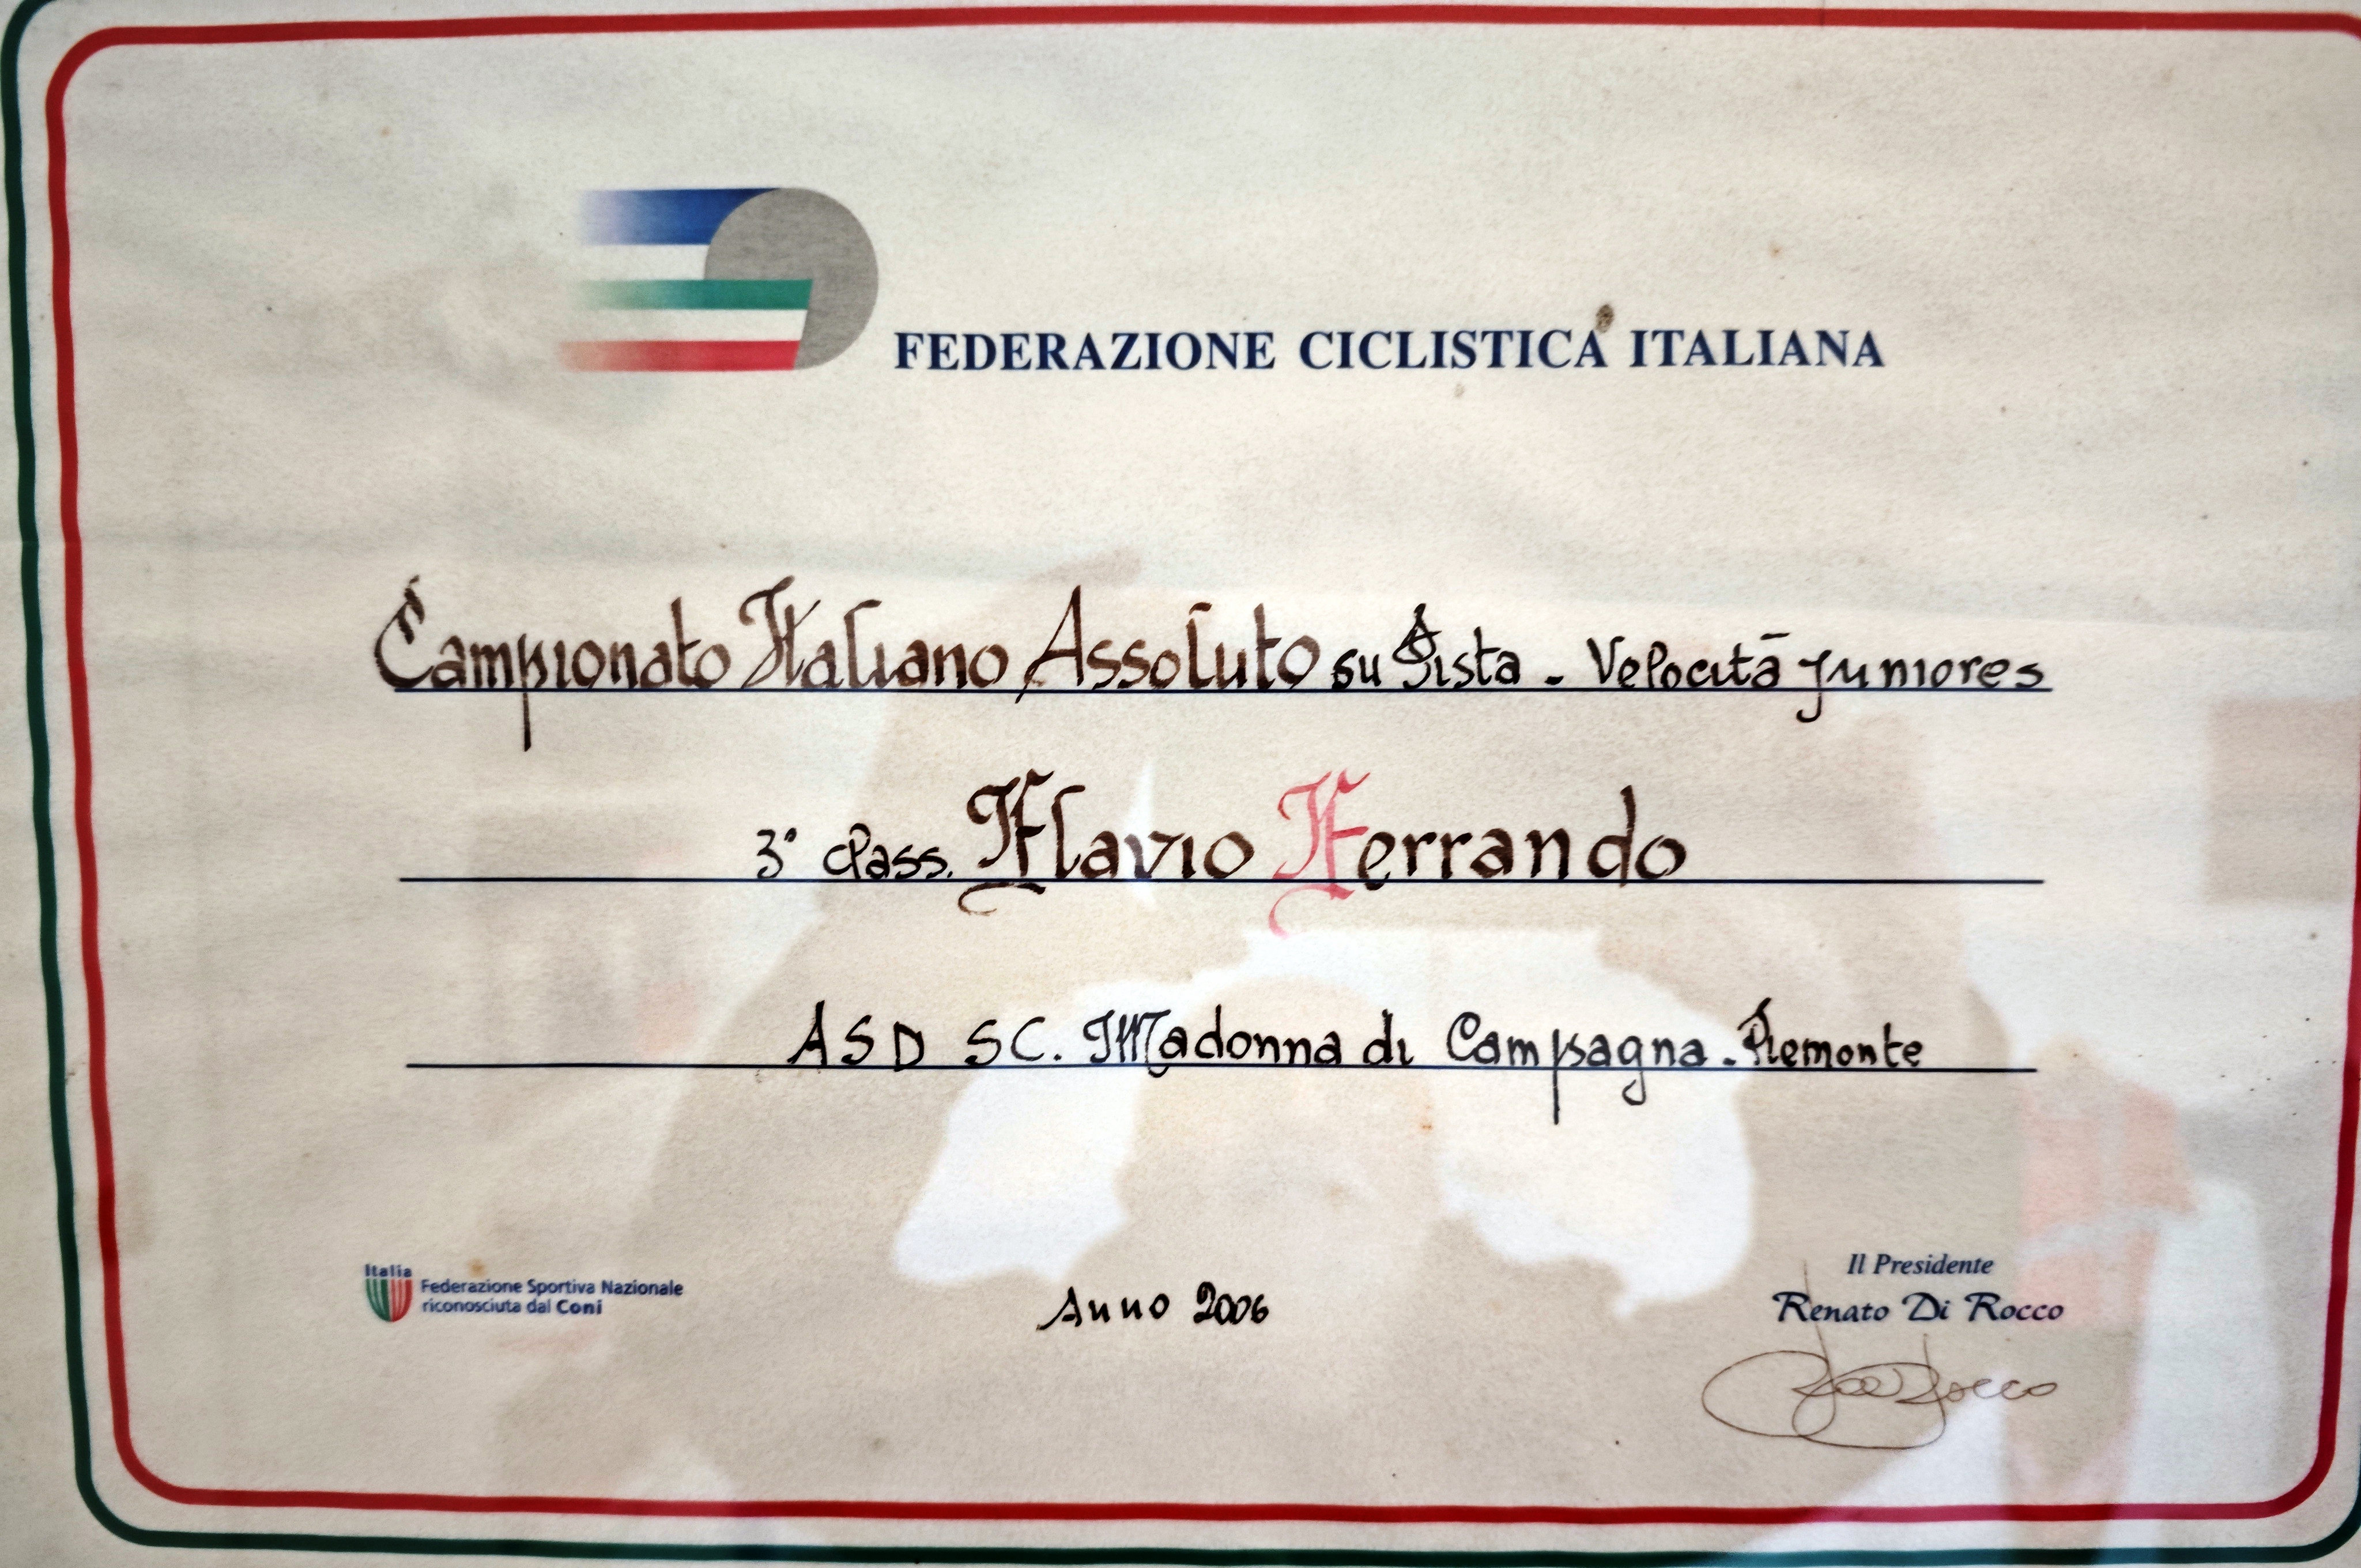 FEDERAZIONE CICLISTICA ITALIANA
Campionato Italiano Assoluto su Pista - Velocità Juniores
3° Class. Flavio Ferrando
ASD SC. Madonna di Campagna - Piemonte
Italia
Federazione Sportiva Nazionale
riconosciuta dal Coni
Anno 2006
Il Presidente
Renato Di Rocco